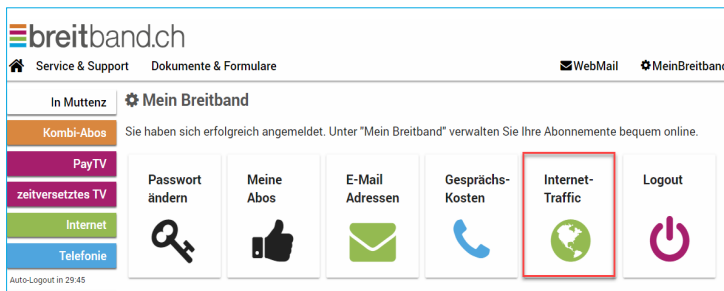 breitband.ch
Service & Support Dokumente & Formulare WebMail MeinBreitband
In Muttenz
Kombi-Abos
PayTV
zeitversetztes TV
Internet
Telefonie
Auto-Logout in 29:45
Mein Breitband
Sie haben sich erfolgreich angemeldet. Unter "Mein Breitband" verwalten Sie Ihre Abonnemente bequem online.
Passwort
ändern
Meine
Abos
E-Mail
Adressen
Gesprächs-
Kosten
Internet-
Traffic
Logout